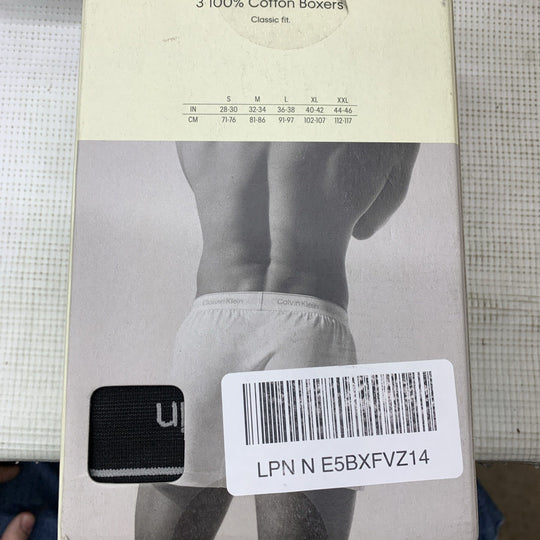 3 100% Cotton Boxers
Classic fit.
S M L XL XXL
IN 28-30 32-34 36-38 40-42 44-46
CM 71-76 81-86 91-97 102-107 112-117
Calvin Klein Calvin Klein
in
LPN N E5BXFVZ14